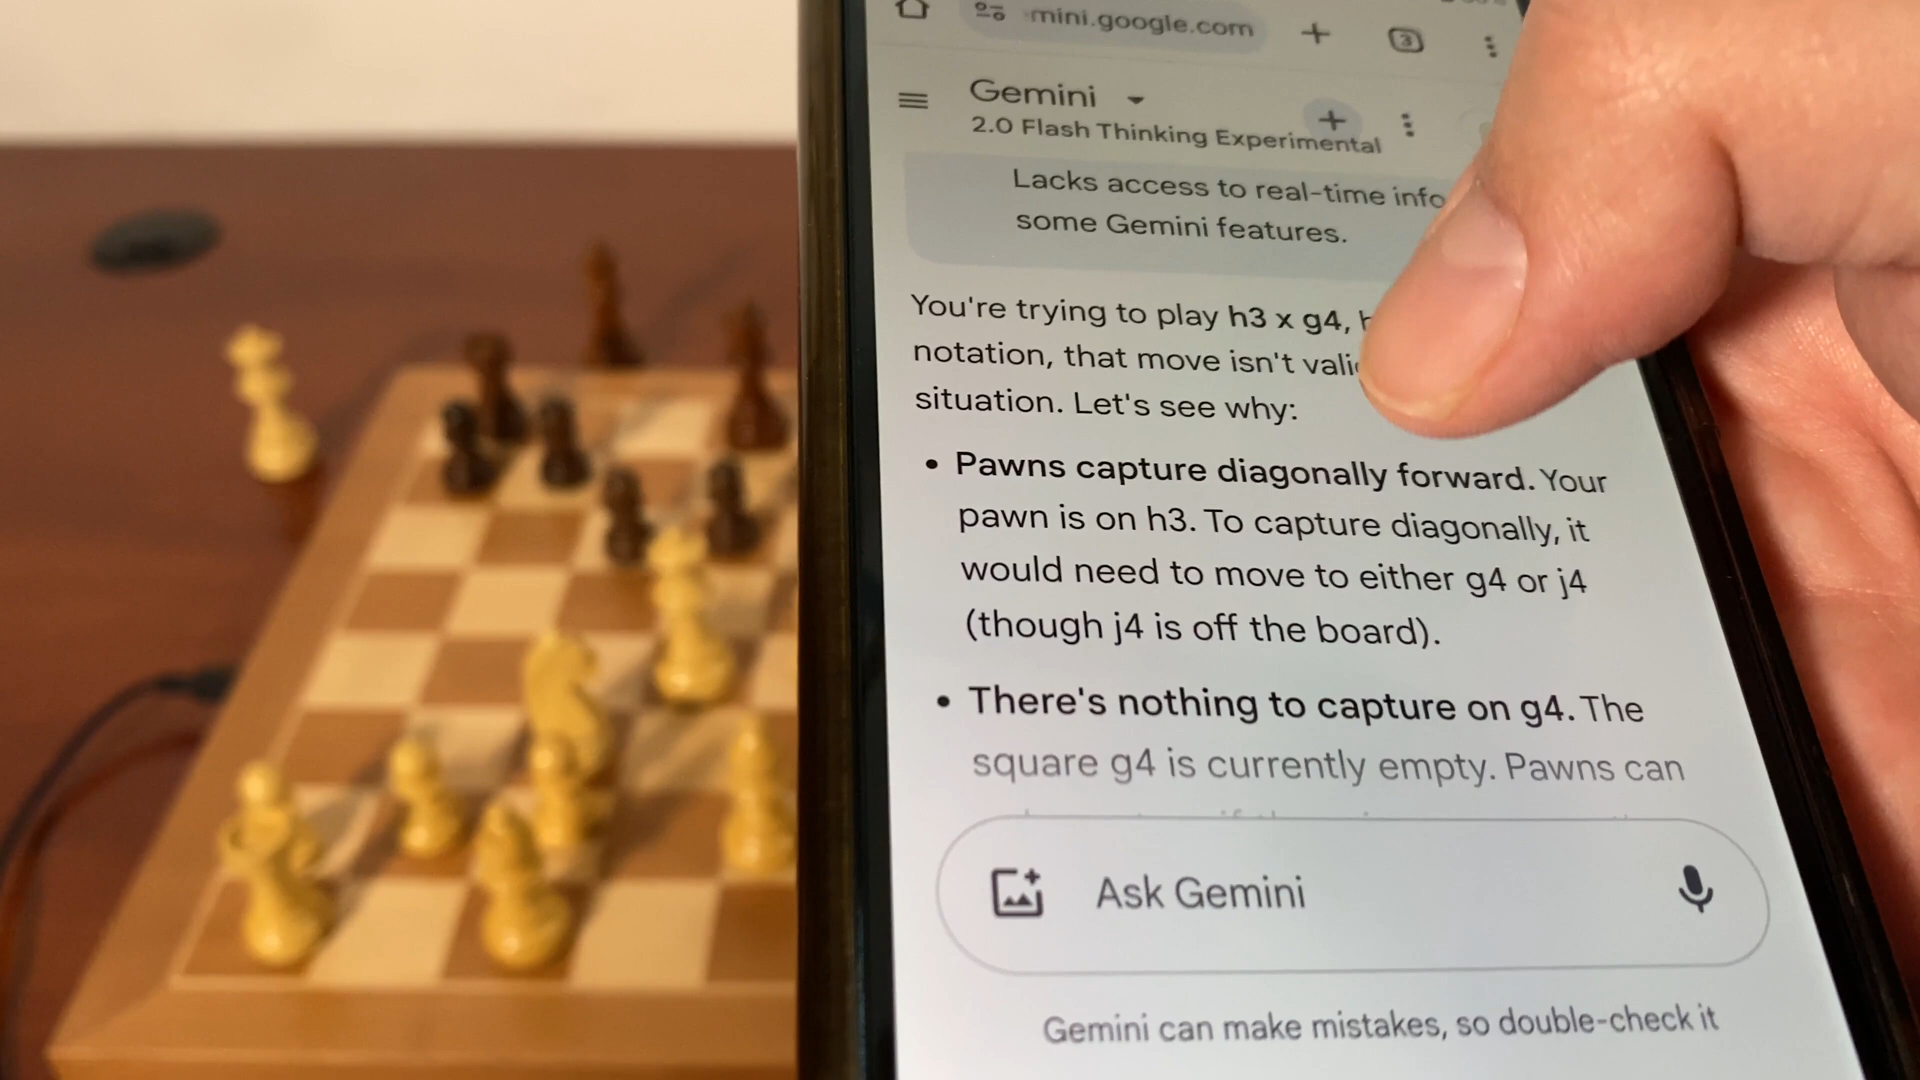 mini.google.com
3
Gemini
2.0 Flash Thinking Experimental
Lacks access to real-time info
some Gemini features.
You're trying to play h3 x g4,
notation, that move isn't
situation. Let's see why:
• Pawns capture diagonally forward. Your
pawn is on h3. To capture diagonally, it
would need to move to either g4 or j4
(though j4 is off the board).
• There's nothing to capture on g4. The
square g4 is currently empty. Pawns can
Ask Gemini
Gemini can make mistakes, so double-check it